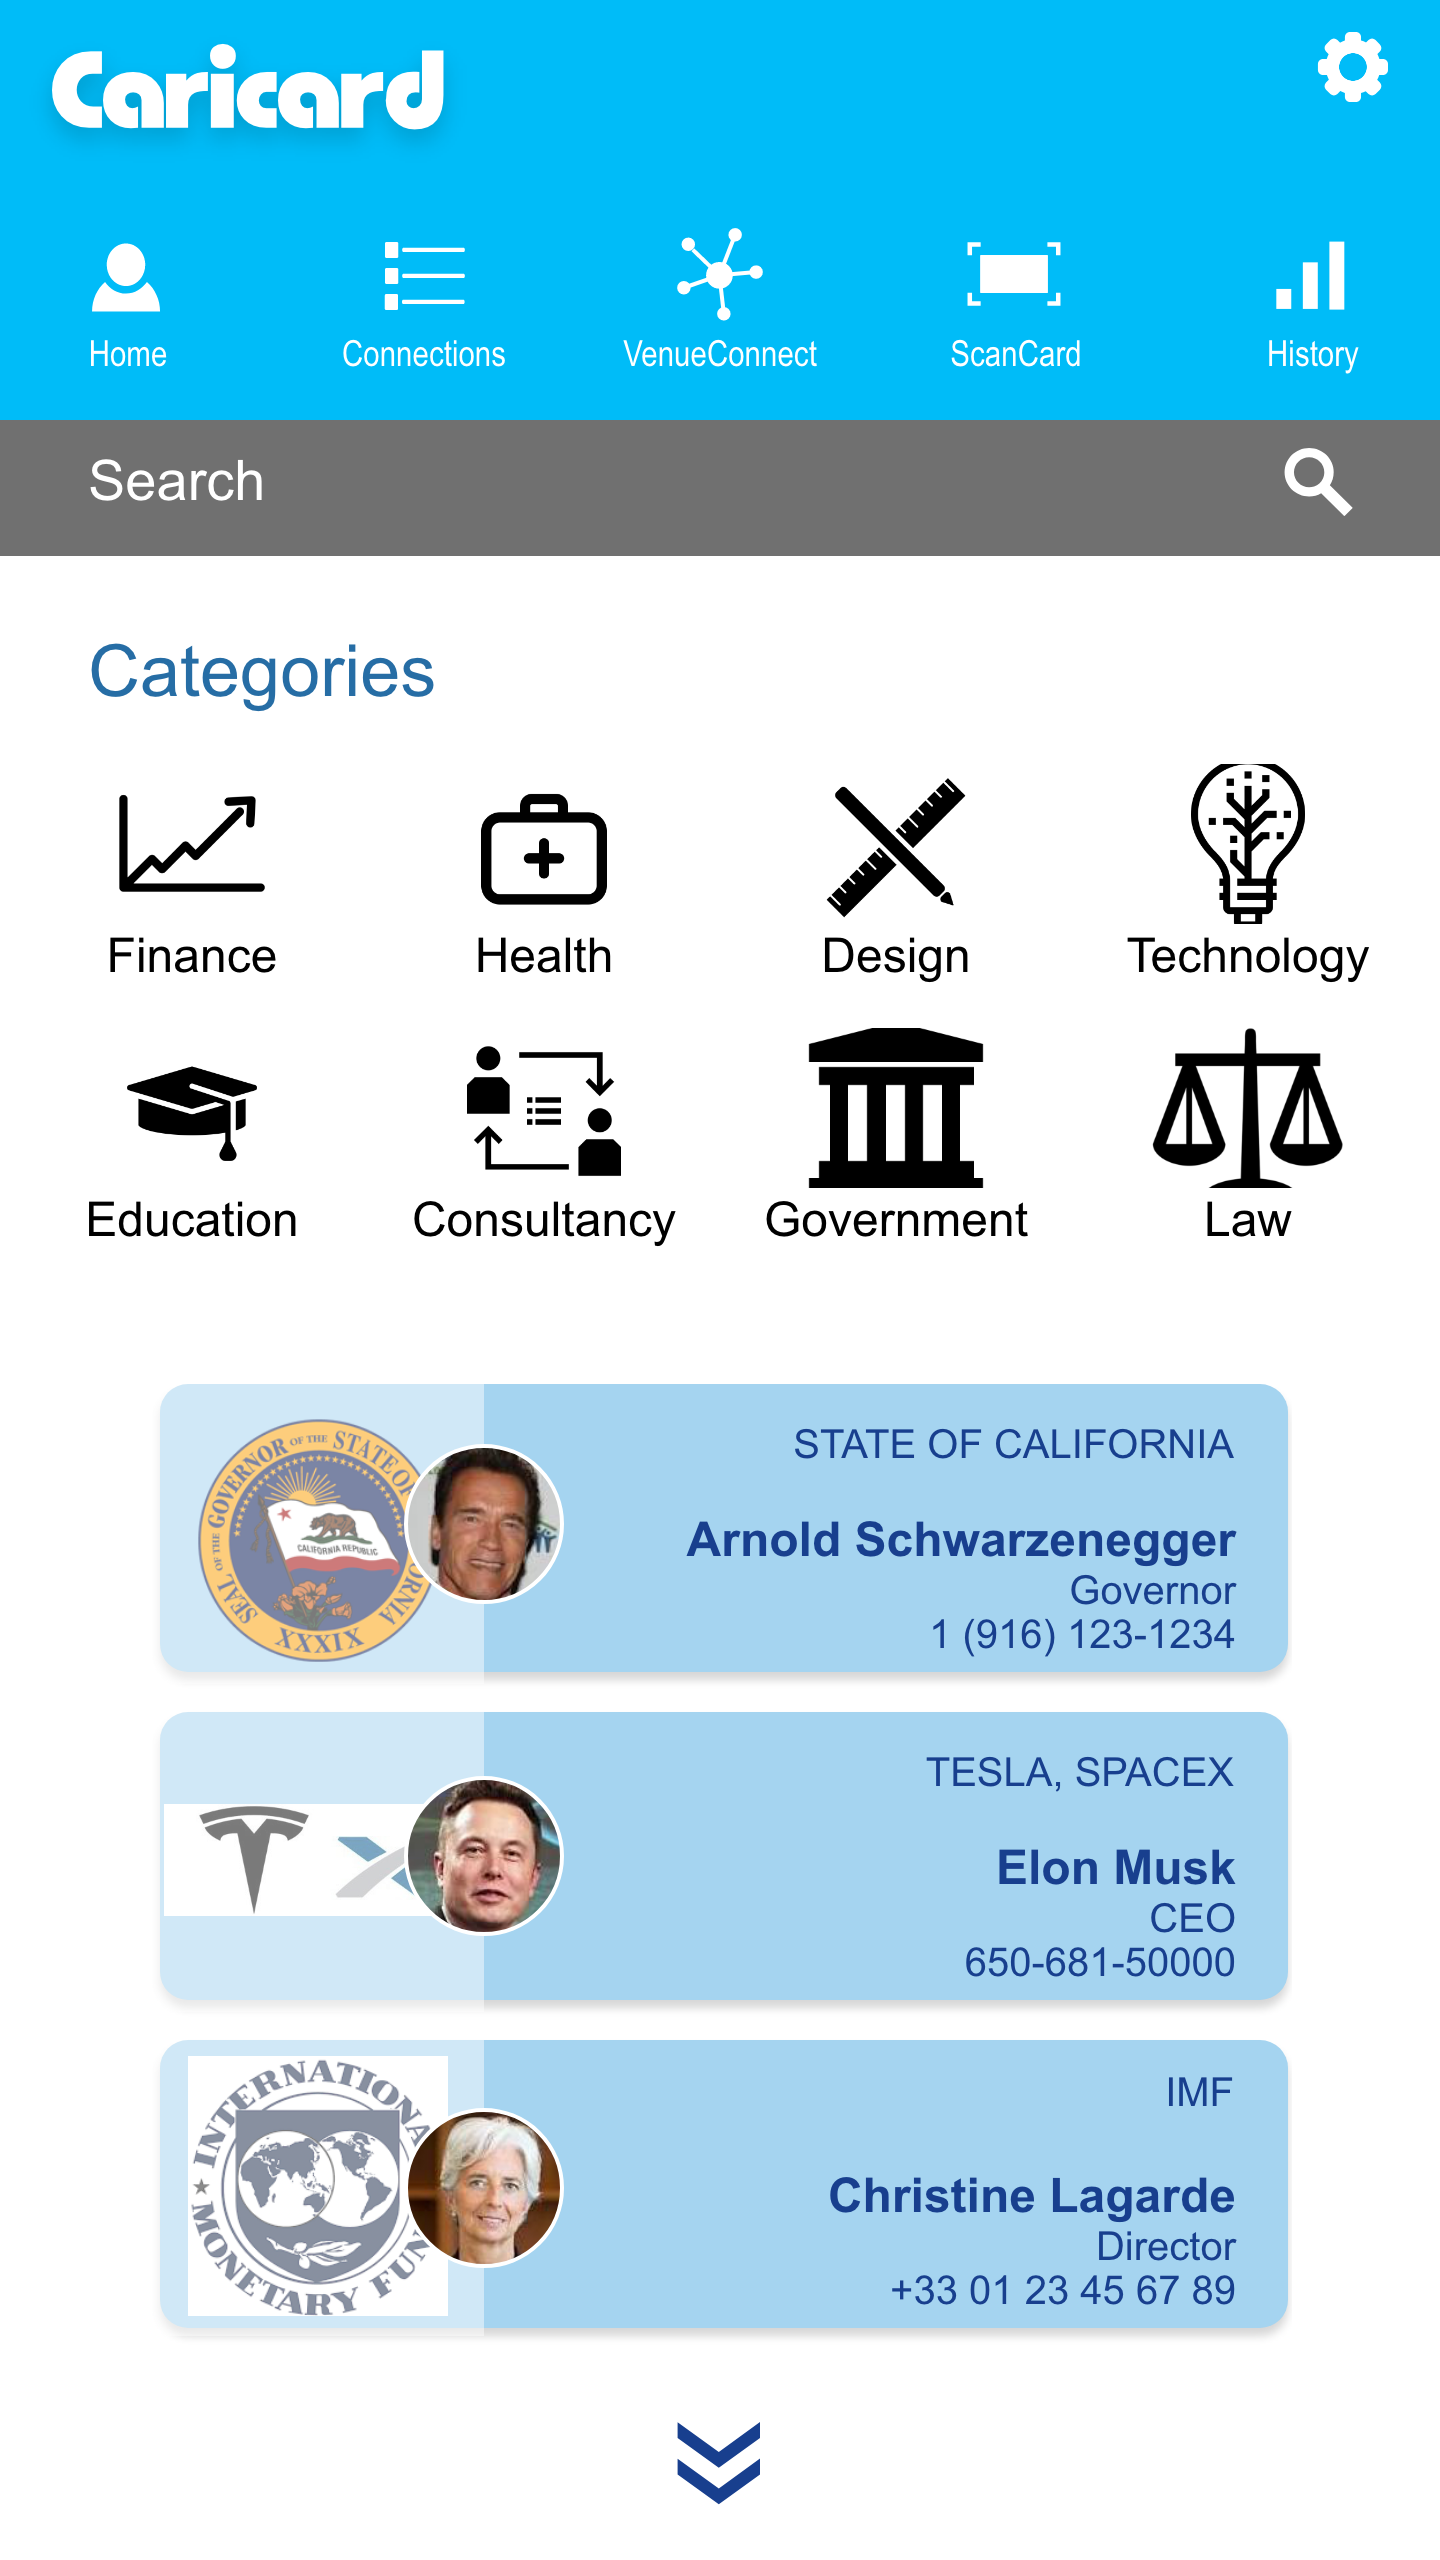 Caricard
Home
Connections
VenueConnect
ScanCard
History
Search
Categories
Finance
Health
Design
Technology
Education
Consultancy
Government
Law
SEAL OF THE GOVERNOR OF THE STATE OF
CALIFORNIA REPUBLIC
XXXIX
STATE OF CALIFORNIA
Arnold Schwarzenegger
Governor
1 (916) 123-1234
TESLA, SPACEX
Elon Musk
CEO
650-681-50000
INTERNATIONA
MONETARY FUN
IMF
Christine Lagarde
Director
+33 01 23 45 67 89